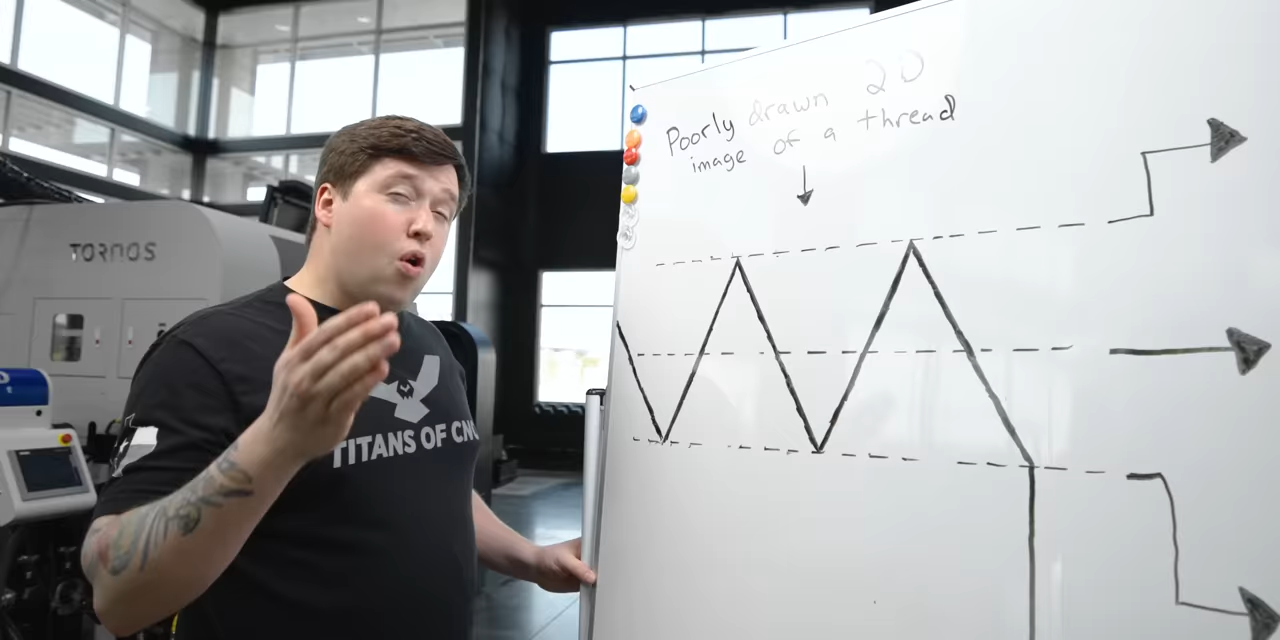 Poorly drawn 2D
image of a thread
TORNOS
TITANS OF CNC